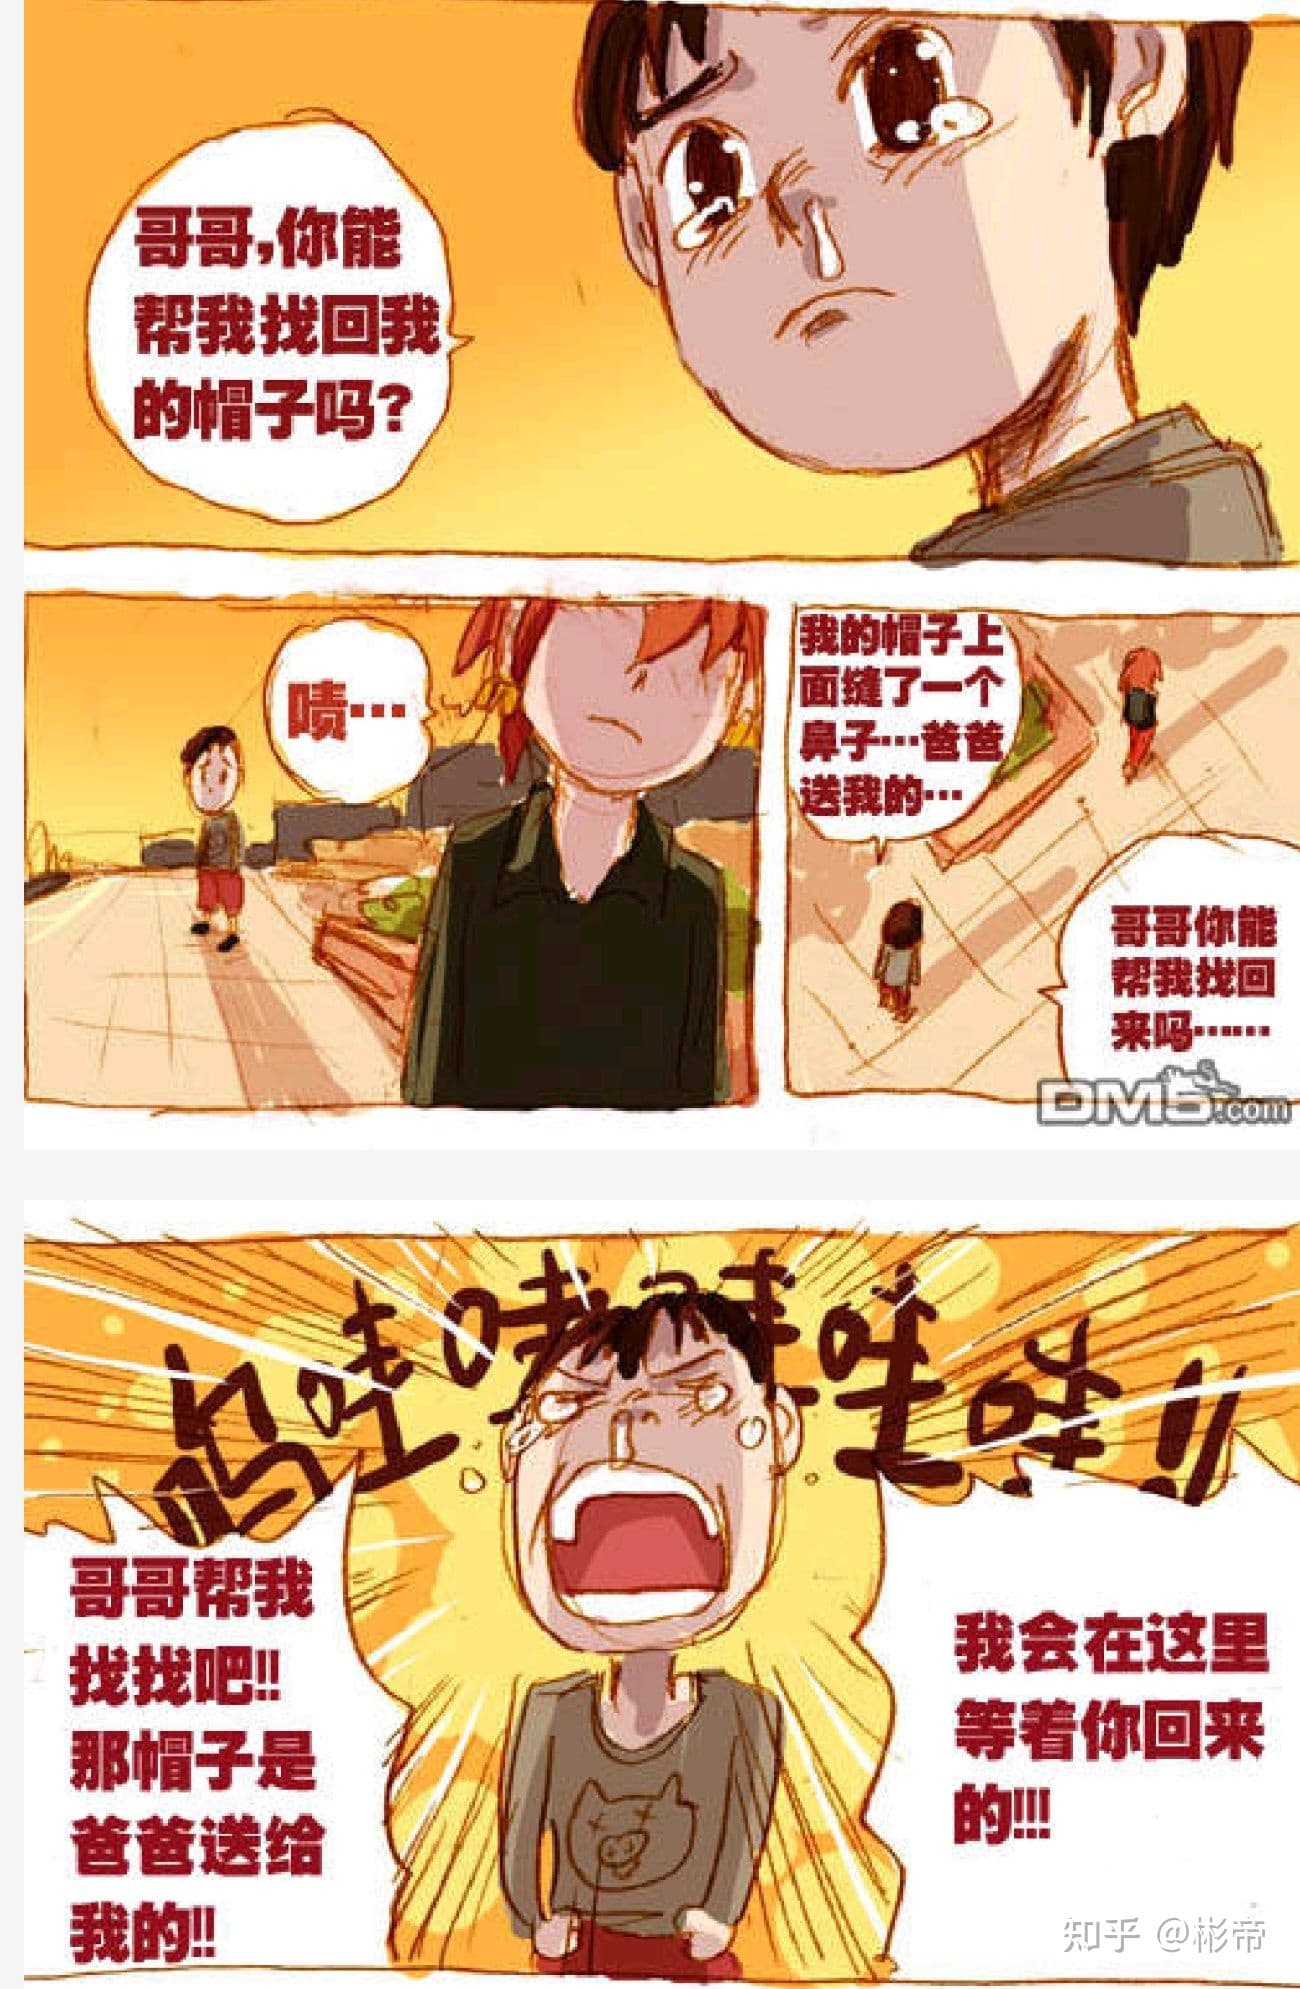 哥哥，你能
帮我找回我
的帽子吗？
啧…
我的帽子上
面缝了一个
鼻子…爸爸
送我的…
哥哥你能
帮我找回
来吗……
DM5.com
呜哇哮哇哇哇！！
哥哥帮我
找找吧!!
那帽子是
爸爸送给
我的!!
我会在这里
等着你回来
的!!!
知乎 @彬帝